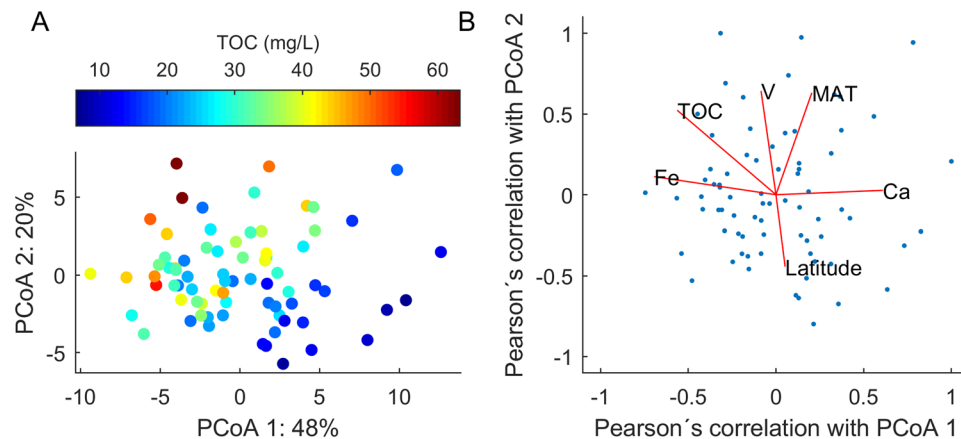 A
TOC (mg/L)
10 20 30 40 50 60
5
0
-5
PCoA 2: 20%
-10 -5 0 5 10
PCoA 1: 48%
B
Pearson´s correlation with PCoA 2
1
0.5
0
-0.5
-1
V
MAT
TOC
Fe
Ca
Latitude
-1 -0.5 0 0.5 1
Pearson´s correlation with PCoA 1